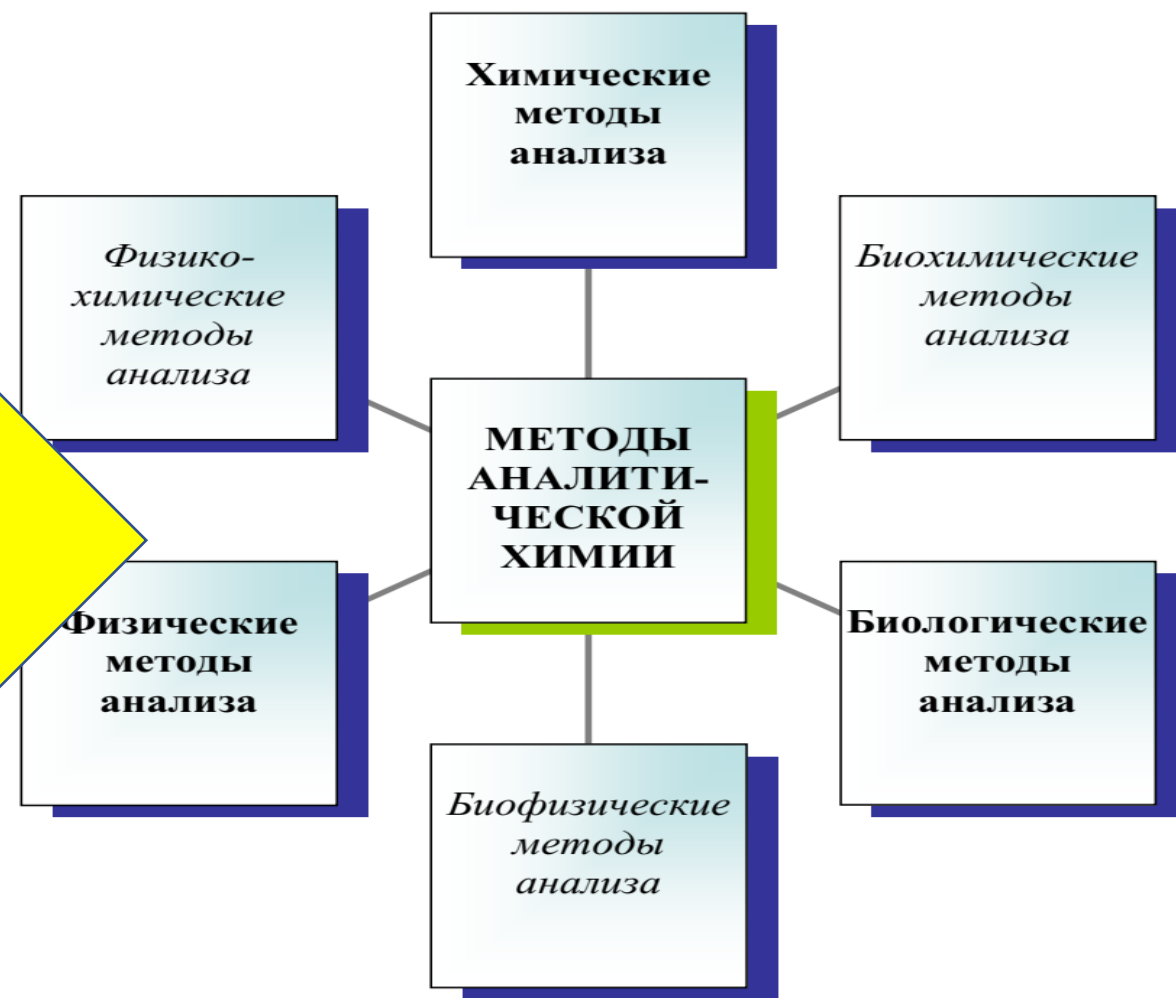 Химические
методы
анализа
Физико-
химические
методы
анализа
Биохимические
методы
анализа
МЕТОДЫ
АНАЛИТИ-
ЧЕСКОЙ
ХИМИИ
Физические
методы
анализа
Биологические
методы
анализа
Биофизические
методы
анализа